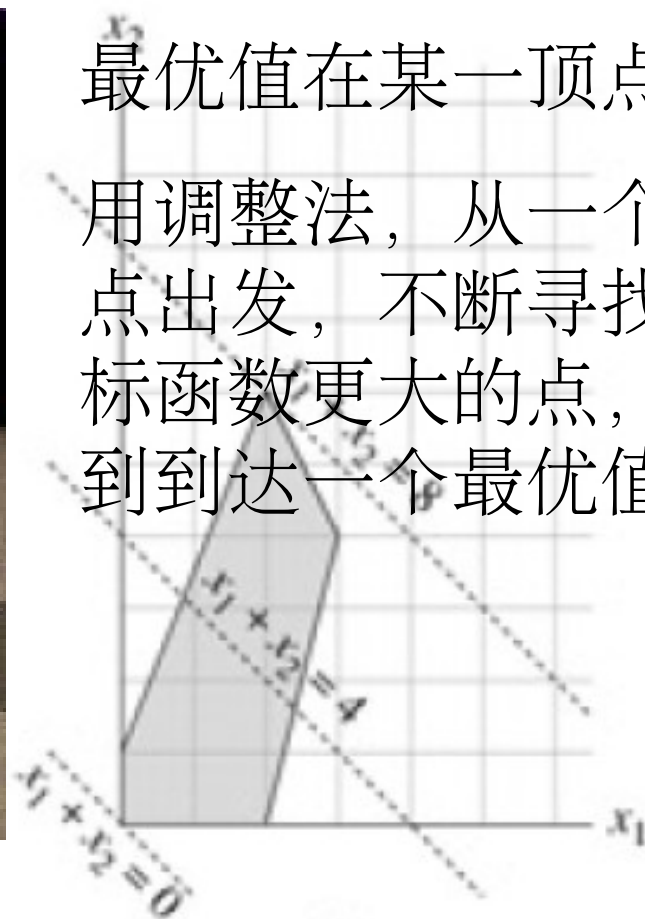 x₂
最优值在某一顶点
用调整法，从一个
点出发，不断寻找
标函数更大的点，
到到达一个最优值
x₁ + x₂ = 8
x₁ + x₂ = 4
x₁ + x₂ = 0
x₁